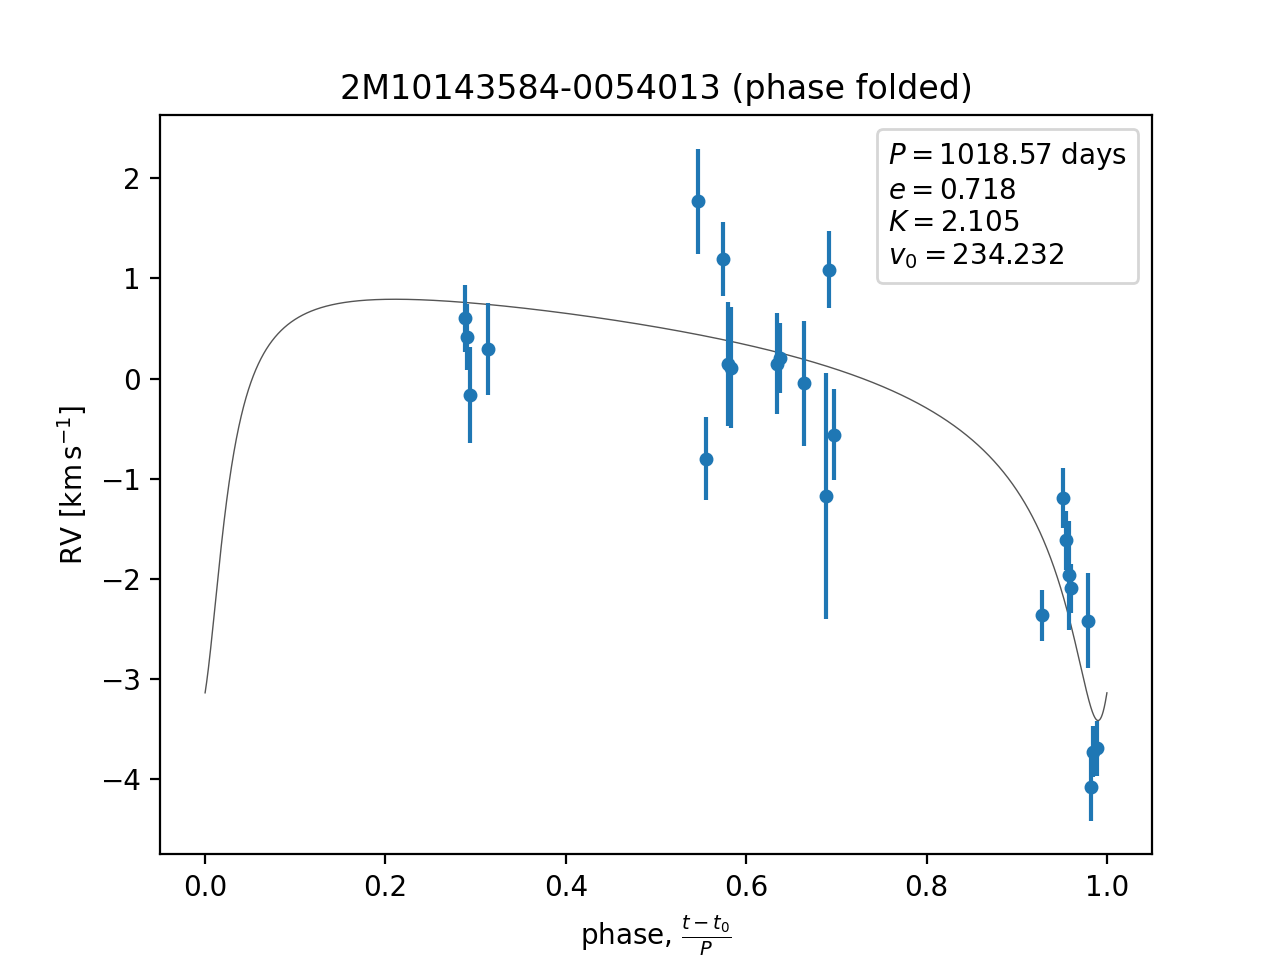 2M10143584-0054013 (phase folded)
P = 1018.57 days
e = 0.718
K = 2.105
v₀ = 234.232
RV [km s⁻¹]
2
1
0
−1
−2
−3
−4
0.0 0.2 0.4 0.6 0.8 1.0
phase, (t − t₀)/P